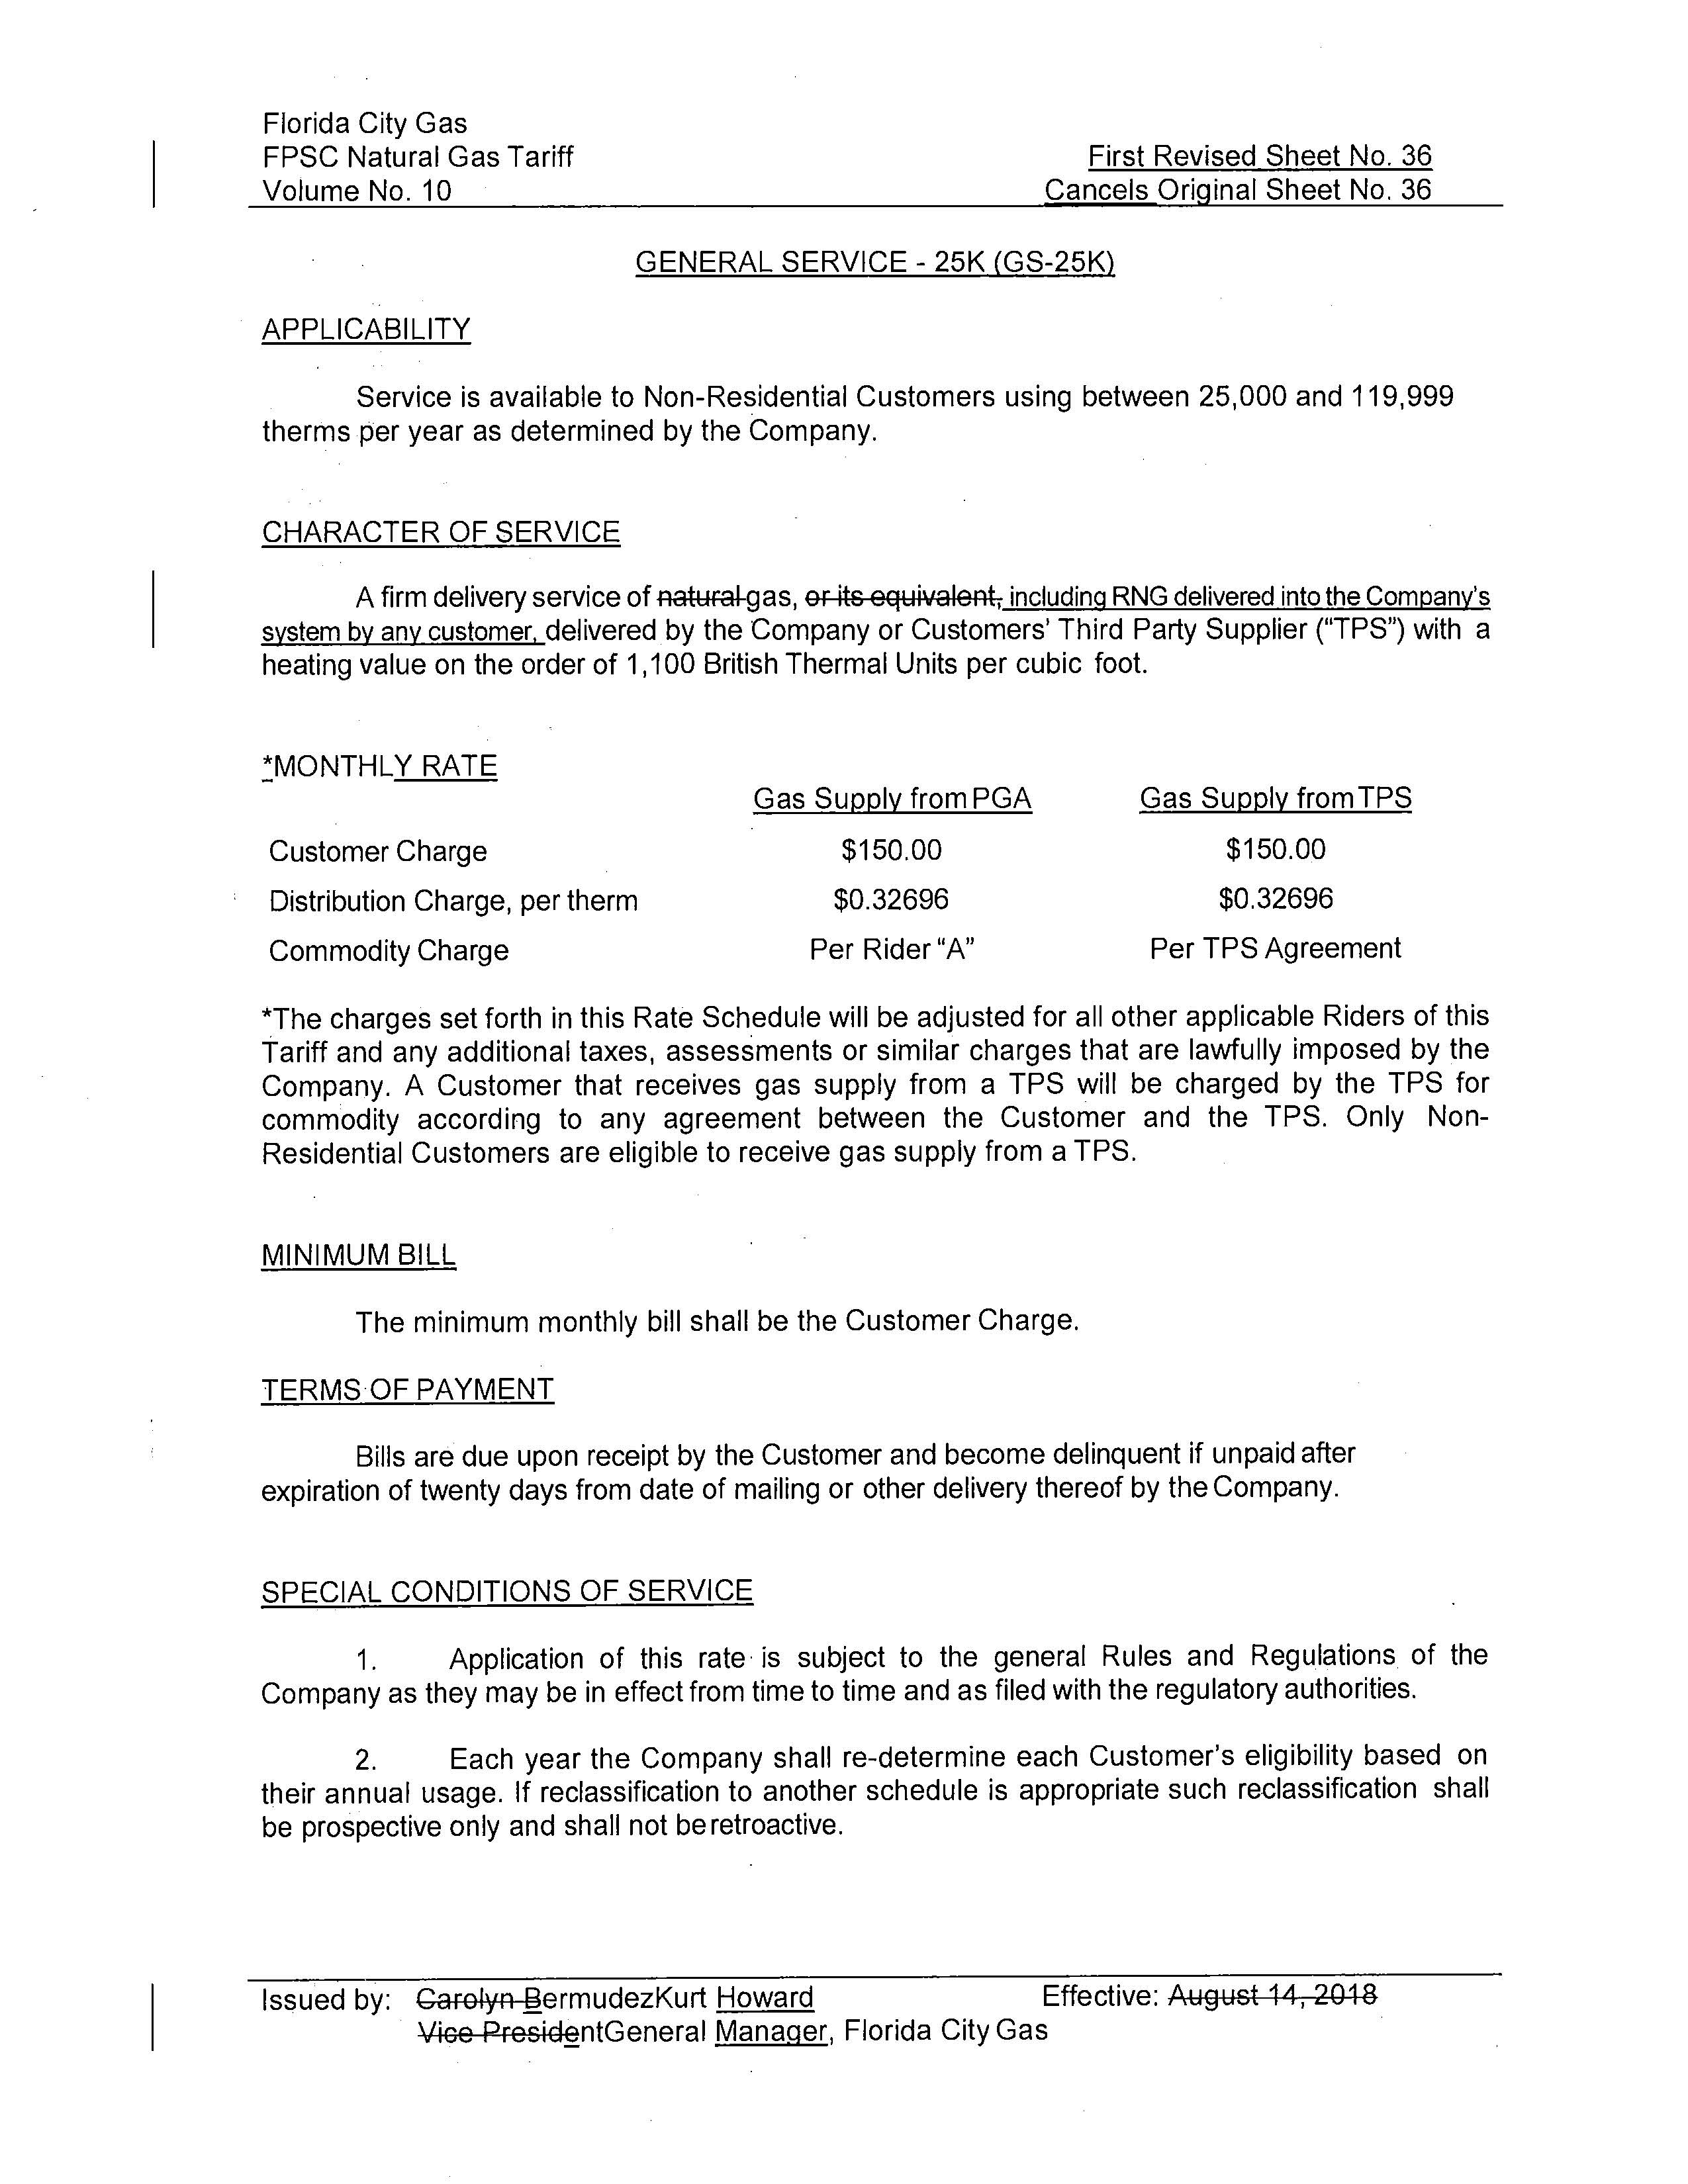 Florida City Gas
FPSC Natural Gas Tariff First Revised Sheet No. 36
Volume No. 10 Cancels Original Sheet No. 36
GENERAL SERVICE - 25K (GS-25K)
APPLICABILITY
Service is available to Non-Residential Customers using between 25,000 and 119,999
therms per year as determined by the Company.
CHARACTER OF SERVICE
A firm delivery service of natural gas, or its equivalent, including RNG delivered into the Company's
system by any customer, delivered by the Company or Customers' Third Party Supplier ("TPS") with a
heating value on the order of 1,100 British Thermal Units per cubic foot.
*MONTHLY RATE
Gas Supply from PGA Gas Supply from TPS
Customer Charge $150.00 $150.00
Distribution Charge, per therm $0.32696 $0.32696
Commodity Charge Per Rider "A" Per TPS Agreement
*The charges set forth in this Rate Schedule will be adjusted for all other applicable Riders of this
Tariff and any additional taxes, assessments or similar charges that are lawfully imposed by the
Company. A Customer that receives gas supply from a TPS will be charged by the TPS for
commodity according to any agreement between the Customer and the TPS. Only Non-
Residential Customers are eligible to receive gas supply from a TPS.
MINIMUM BILL
The minimum monthly bill shall be the Customer Charge.
TERMS OF PAYMENT
Bills are due upon receipt by the Customer and become delinquent if unpaid after
expiration of twenty days from date of mailing or other delivery thereof by the Company.
SPECIAL CONDITIONS OF SERVICE
1. Application of this rate is subject to the general Rules and Regulations of the
Company as they may be in effect from time to time and as filed with the regulatory authorities.
2. Each year the Company shall re-determine each Customer's eligibility based on
their annual usage. If reclassification to another schedule is appropriate such reclassification shall
be prospective only and shall not be retroactive.
Issued by: Carolyn BermudezKurt Howard Effective: August 14, 2018
Vice PresidentGeneral Manager, Florida City Gas